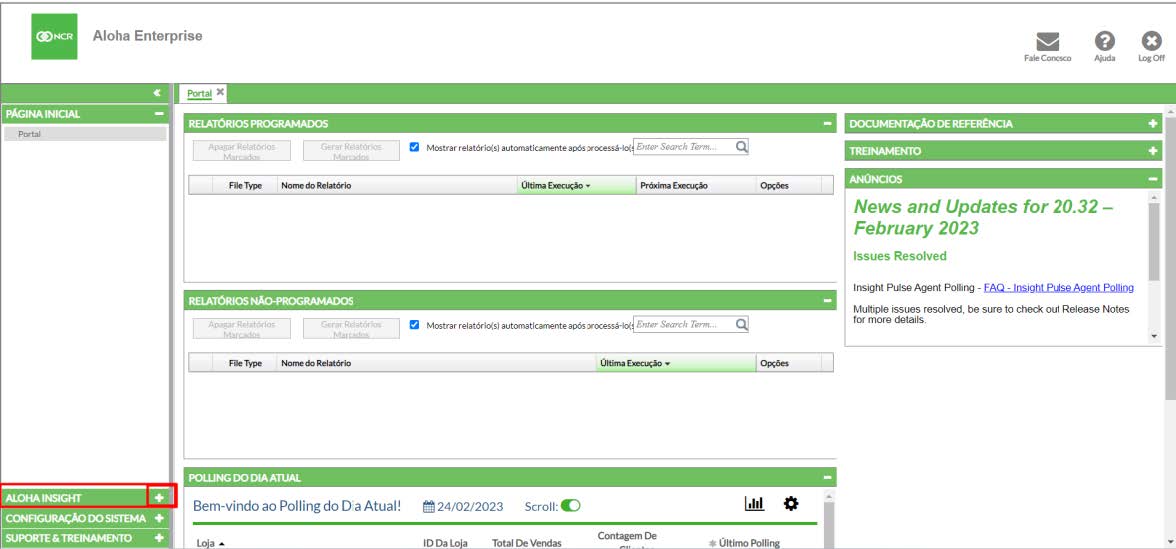 NCR
Aloha Enterprise
Fale Conosco
Ajuda
Log Off
«
Portal
PÁGINA INICIAL
Portal
ALOHA INSIGHT
CONFIGURAÇÃO DO SISTEMA
SUPORTE & TREINAMENTO
RELATÓRIOS PROGRAMADOS
Apagar Relatórios
Marcados
Gerar Relatórios
Marcados
Mostrar relatório(s) automaticamente após processá-lo(s
Enter Search Term...
File Type
Nome do Relatório
Última Execução
Próxima Execução
Opções
RELATÓRIOS NÃO-PROGRAMADOS
Apagar Relatórios
Marcados
Gerar Relatórios
Marcados
Mostrar relatório(s) automaticamente após processá-lo(s
Enter Search Term...
File Type
Nome do Relatório
Última Execução
Opções
POLLING DO DIA ATUAL
Bem-vindo ao Polling do Dia Atual!
24/02/2023
Scroll:
Loja
ID Da Loja
Total De Vendas
Contagem De
Clientes
Último Polling
DOCUMENTAÇÃO DE REFERÊNCIA
TREINAMENTO
ANÚNCIOS
News and Updates for 20.32 –
February 2023
Issues Resolved
Insight Pulse Agent Polling - FAQ - Insight Pulse Agent Polling
Multiple issues resolved, be sure to check out Release Notes
for more details.